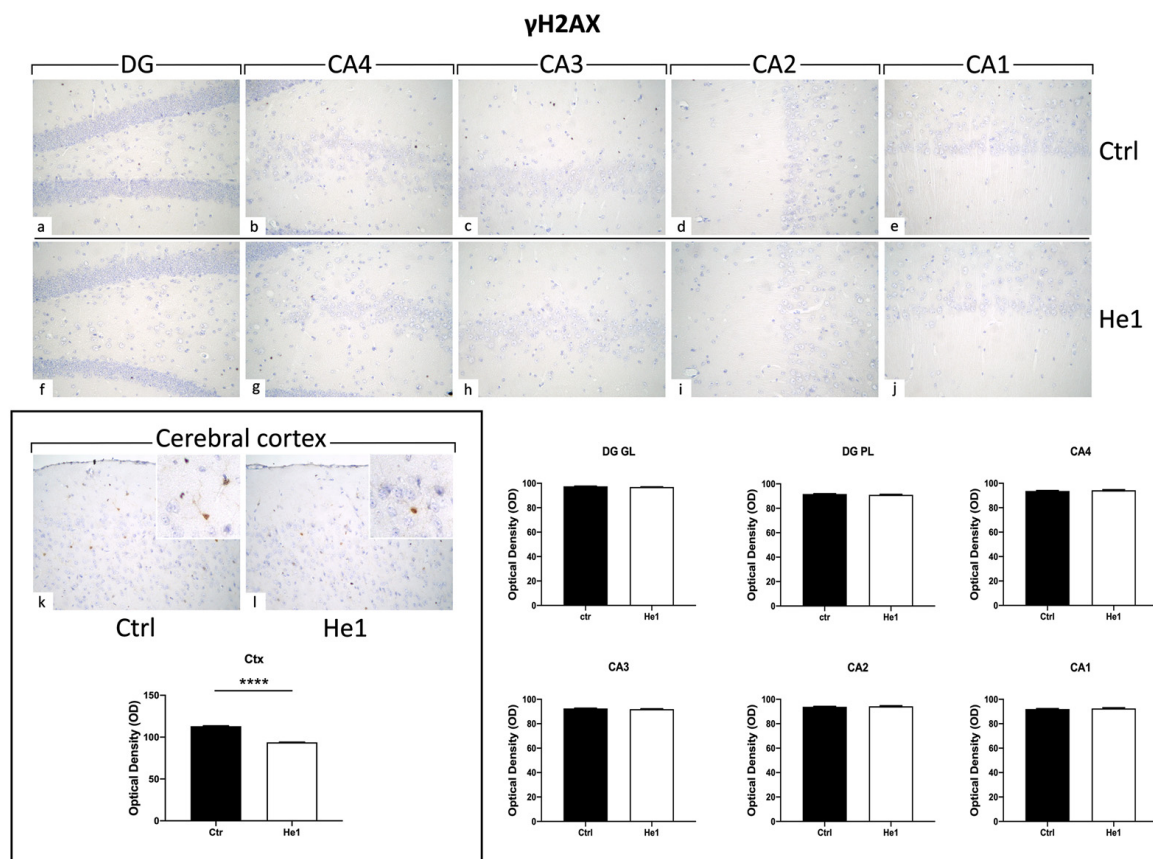 γH2AX
DG CA4 CA3 CA2 CA1
a b c d e Ctrl
f g h i j He1
Cerebral cortex
k l
Ctrl He1
Ctx
****
Optical Density (OD)
150
100
50
0
Ctr He1
DG GL
Optical Density (OD)
100
80
60
40
20
0
ctr He1
DG PL
Optical Density (OD)
100
80
60
40
20
0
ctr He1
CA4
Optical Density (OD)
100
80
60
40
20
0
Ctrl He1
CA3
Optical Density (OD)
100
80
60
40
20
0
Ctrl He1
CA2
Optical Density (OD)
100
80
60
40
20
0
Ctrl He1
CA1
Optical Density (OD)
100
80
60
40
20
0
Ctrl He1